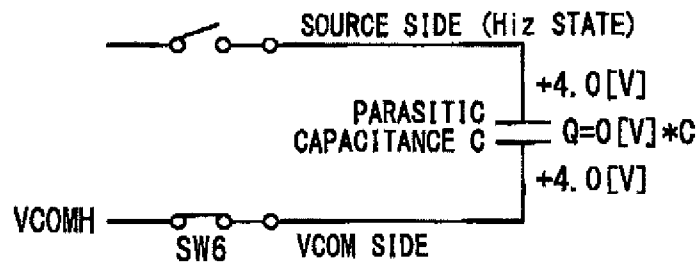 SOURCE SIDE (Hiz STATE)
+4.0[V]
PARASITIC
CAPACITANCE C
Q=0[V]*C
+4.0[V]
VCOMH
SW6
VCOM SIDE